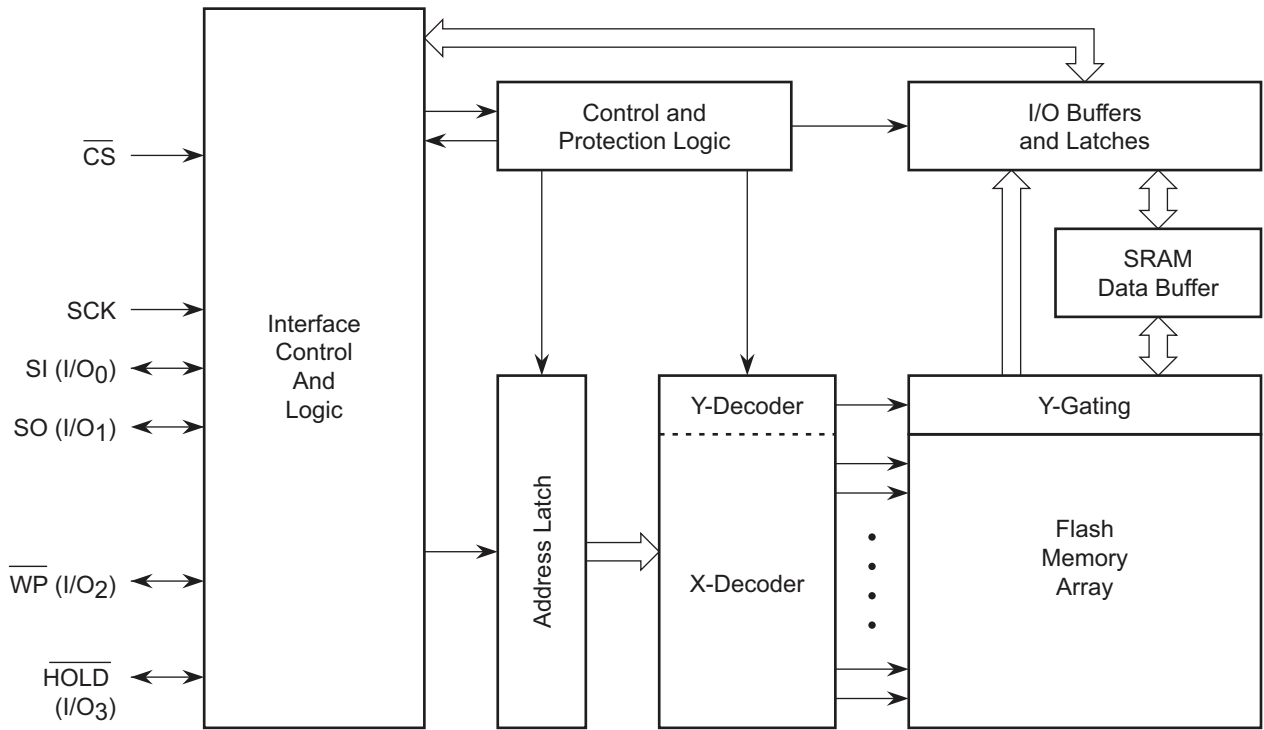 CS
SCK
SI (I/O0)
SO (I/O1)
WP (I/O2)
HOLD
(I/O3)
Interface
Control
And
Logic
Control and
Protection Logic
I/O Buffers
and Latches
SRAM
Data Buffer
Address Latch
Y-Decoder
X-Decoder
Y-Gating
Flash
Memory
Array